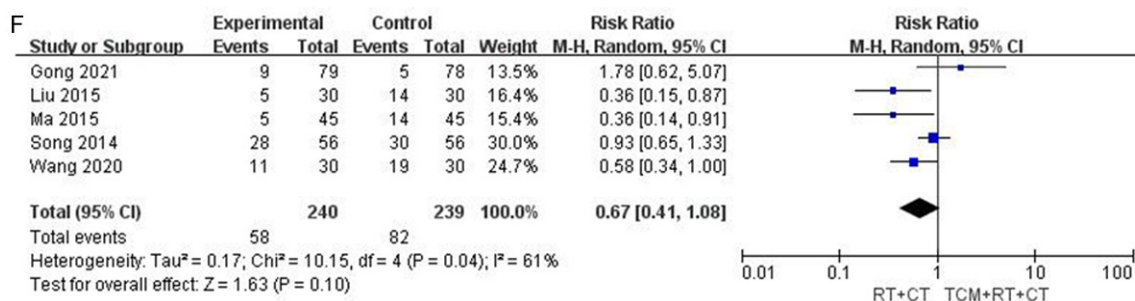 F
Experimental Control Risk Ratio Risk Ratio
Study or Subgroup Events Total Events Total Weight M-H, Random, 95% CI M-H, Random, 95% CI
Gong 2021 9 79 5 78 13.5% 1.78 [0.62, 5.07]
Liu 2015 5 30 14 30 16.4% 0.36 [0.15, 0.87]
Ma 2015 5 45 14 45 15.4% 0.36 [0.14, 0.91]
Song 2014 28 56 30 56 30.0% 0.93 [0.65, 1.33]
Wang 2020 11 30 19 30 24.7% 0.58 [0.34, 1.00]
Total (95% CI) 240 239 100.0% 0.67 [0.41, 1.08]
Total events 58 82
Heterogeneity: Tau² = 0.17; Chi² = 10.15, df = 4 (P = 0.04); I² = 61%
Test for overall effect: Z = 1.63 (P = 0.10)
0.01 0.1 1 10 100
RT+CT TCM+RT+CT